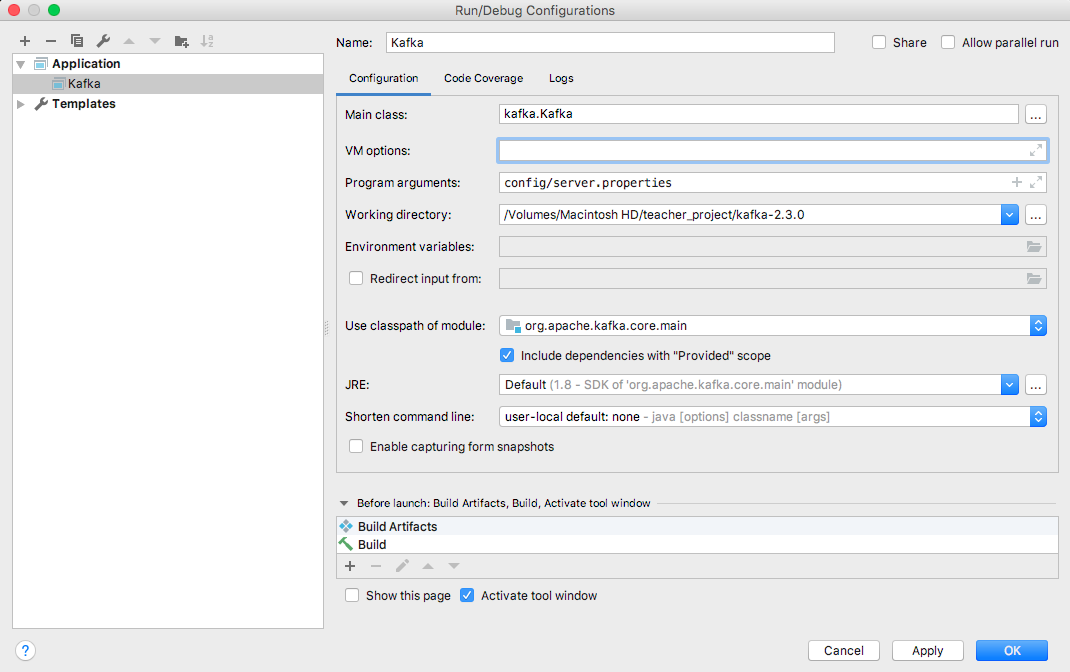 Run/Debug Configurations
Name: Kafka
Share
Allow parallel run
Application
Kafka
Templates
Configuration Code Coverage Logs
Main class: kafka.Kafka ...
VM options:
Program arguments: config/server.properties
Working directory: /Volumes/Macintosh HD/teacher_project/kafka-2.3.0 ...
Environment variables:
Redirect input from:
Use classpath of module: org.apache.kafka.core.main
Include dependencies with "Provided" scope
JRE: Default (1.8 - SDK of 'org.apache.kafka.core.main' module) ...
Shorten command line: user-local default: none - java [options] classname [args]
Enable capturing form snapshots
Before launch: Build Artifacts, Build, Activate tool window
Build Artifacts
Build
Show this page Activate tool window
? Cancel Apply OK